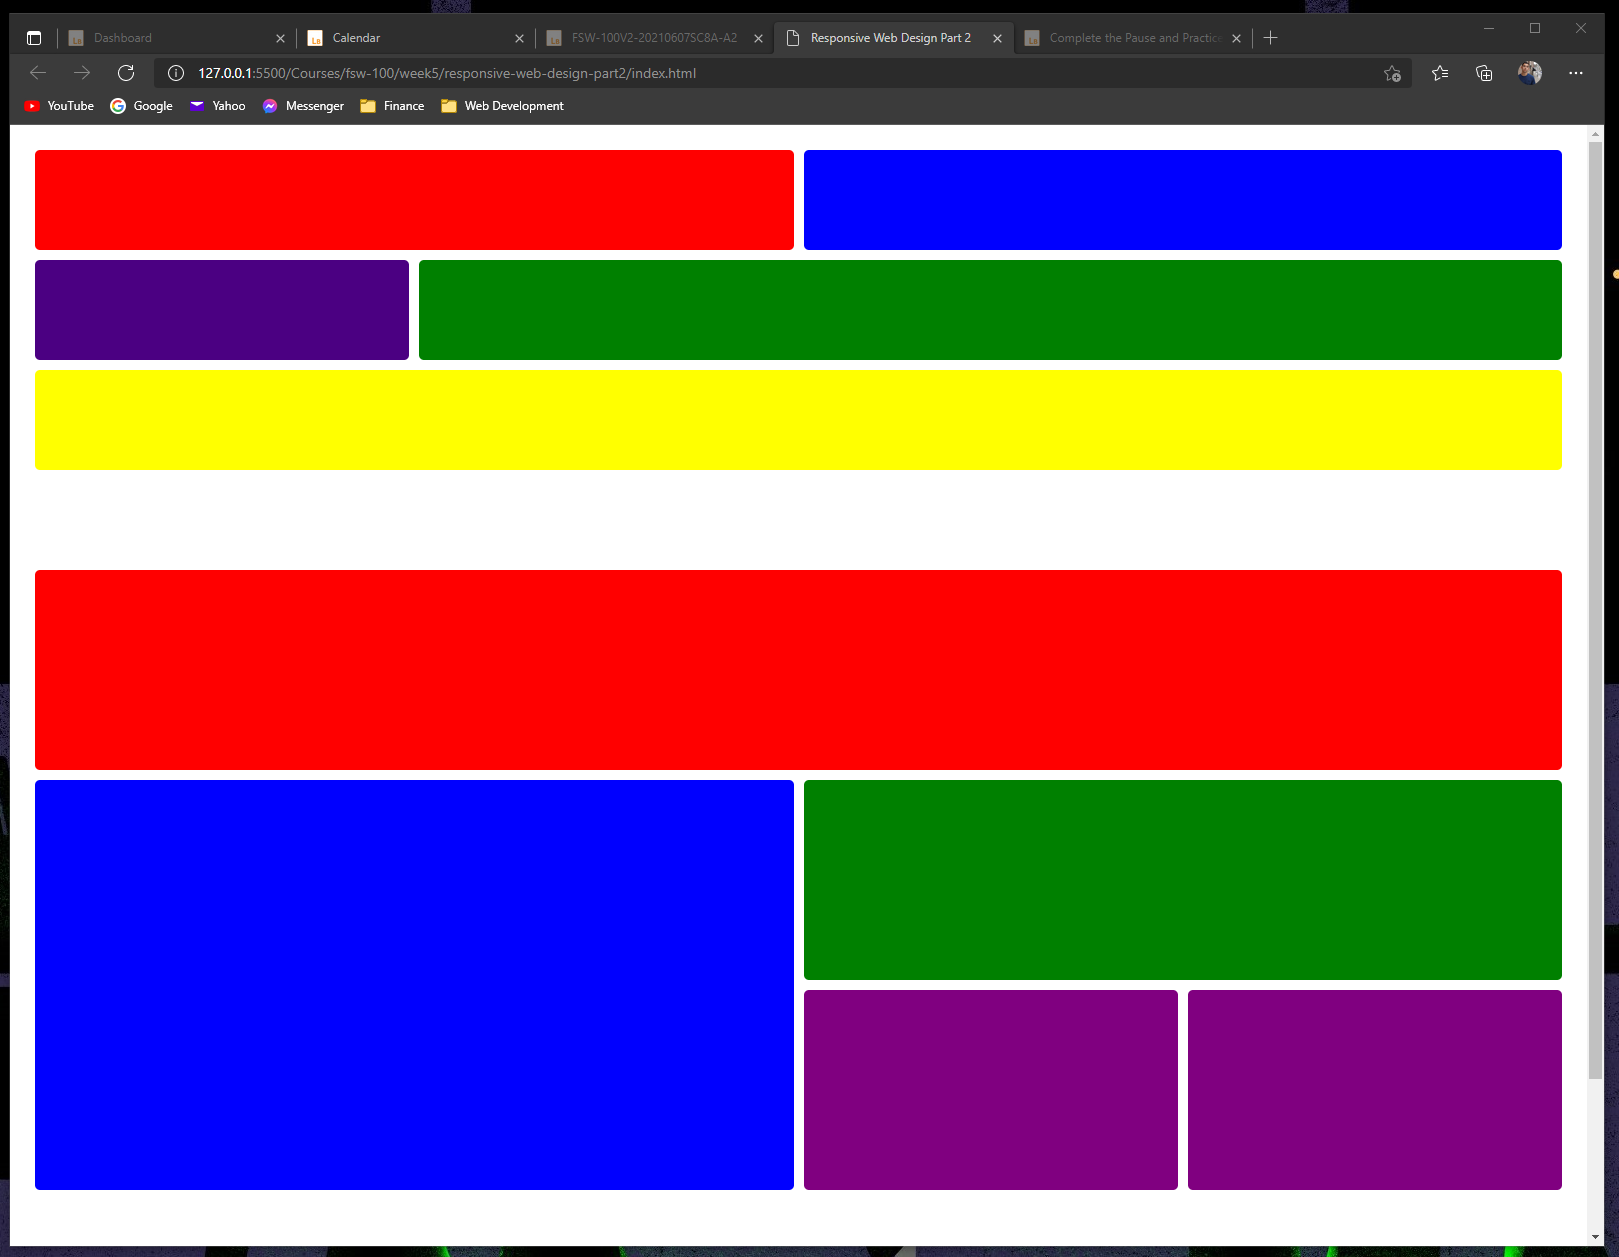 Dashboard
Calendar
FSW-100V2-20210607SC8A-A2
Responsive Web Design Part 2
Complete the Pause and Practice
127.0.0.1:5500/Courses/fsw-100/week5/responsive-web-design-part2/index.html
YouTube
Google
Yahoo
Messenger
Finance
Web Development